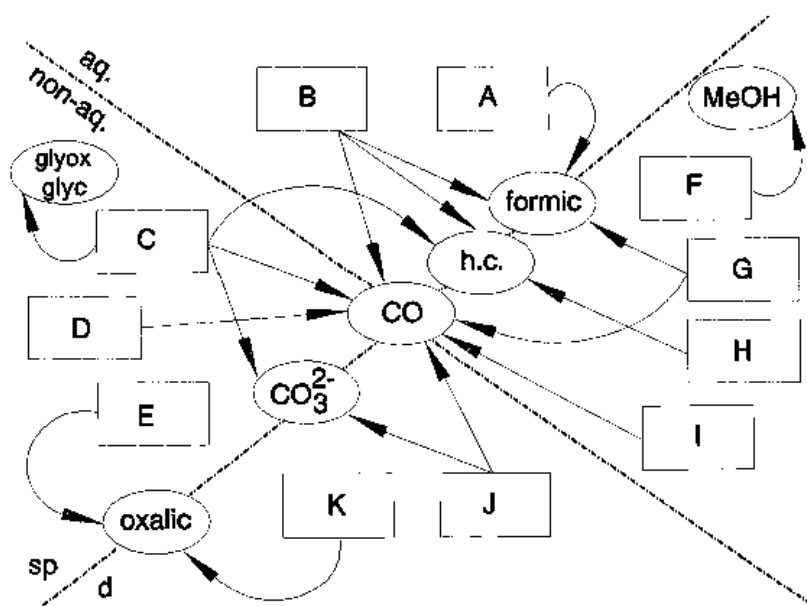 aq.
non-aq.
B
A
MeOH
glyox
glyc
F
formic
C
h.c.
G
D
CO
H
CO3^2-
E
I
K
J
oxalic
sp
d